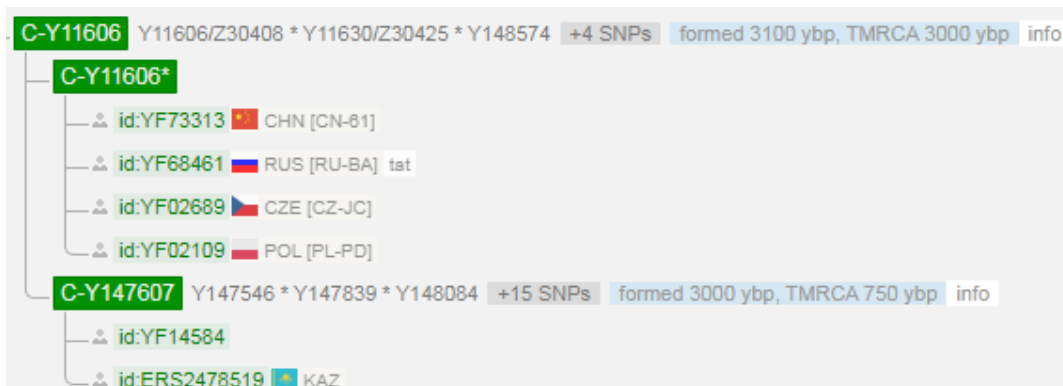 C-Y11606 Y11606/Z30408 * Y11630/Z30425 * Y148574 +4 SNPs formed 3100 ybp, TMRCA 3000 ybp info
C-Y11606*
id:YF73313 CHN [CN-61]
id:YF68461 RUS [RU-BA] tat
id:YF02689 CZE [CZ-JC]
id:YF02109 POL [PL-PD]
C-Y147607 Y147546 * Y147839 * Y148084 +15 SNPs formed 3000 ybp, TMRCA 750 ybp info
id:YF14584
id:ERS2478519 KAZ